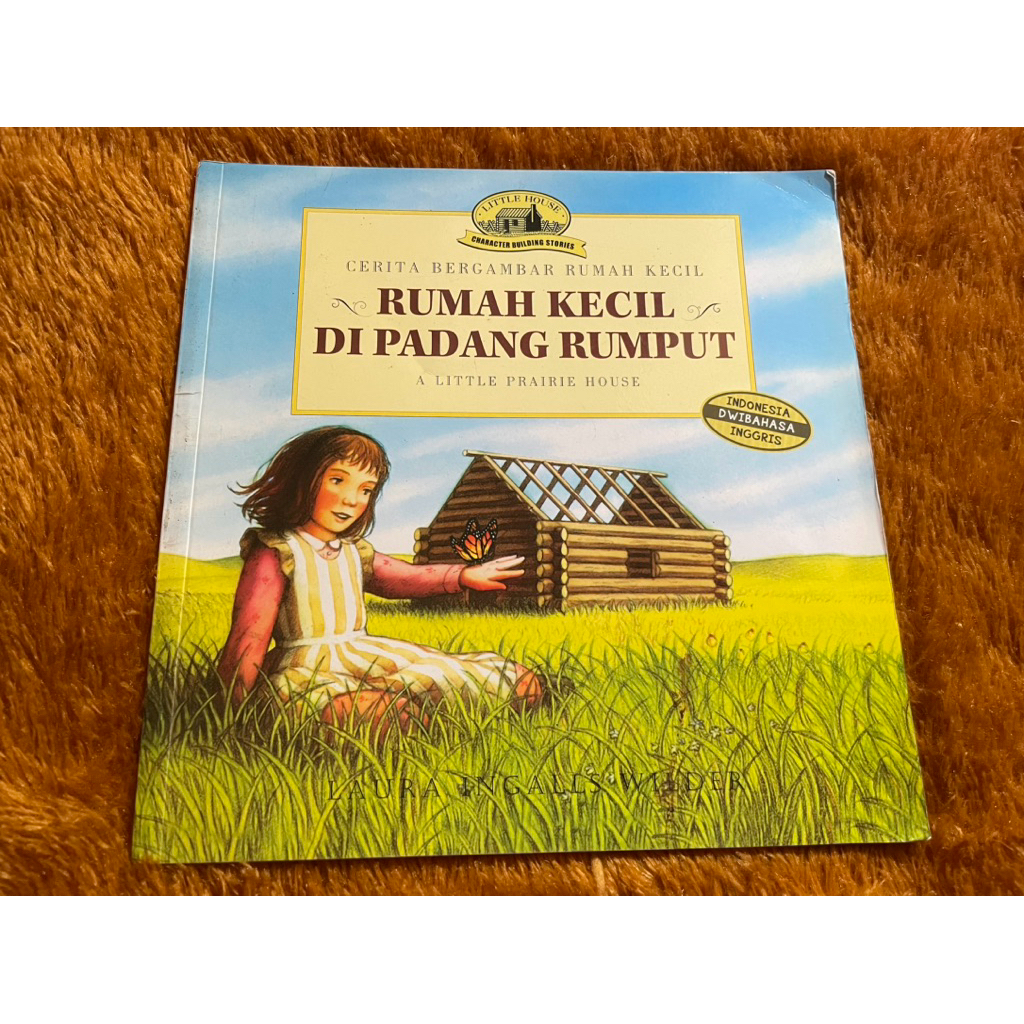 LITTLE HOUSE
CHARACTER BUILDING STORIES
CERITA BERGAMBAR RUMAH KECIL
RUMAH KECIL
DI PADANG RUMPUT
A LITTLE PRAIRIE HOUSE
INDONESIA
DWIBAHASA
INGGRIS
LAURA INGALLS WILDER